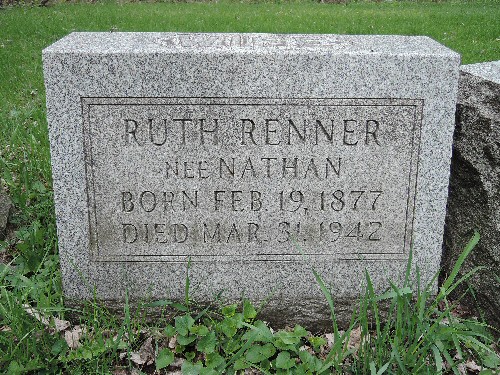 RUTH RENNER
NEE NATHAN
BORN FEB. 19, 1877
DIED MAR. 31. 1942